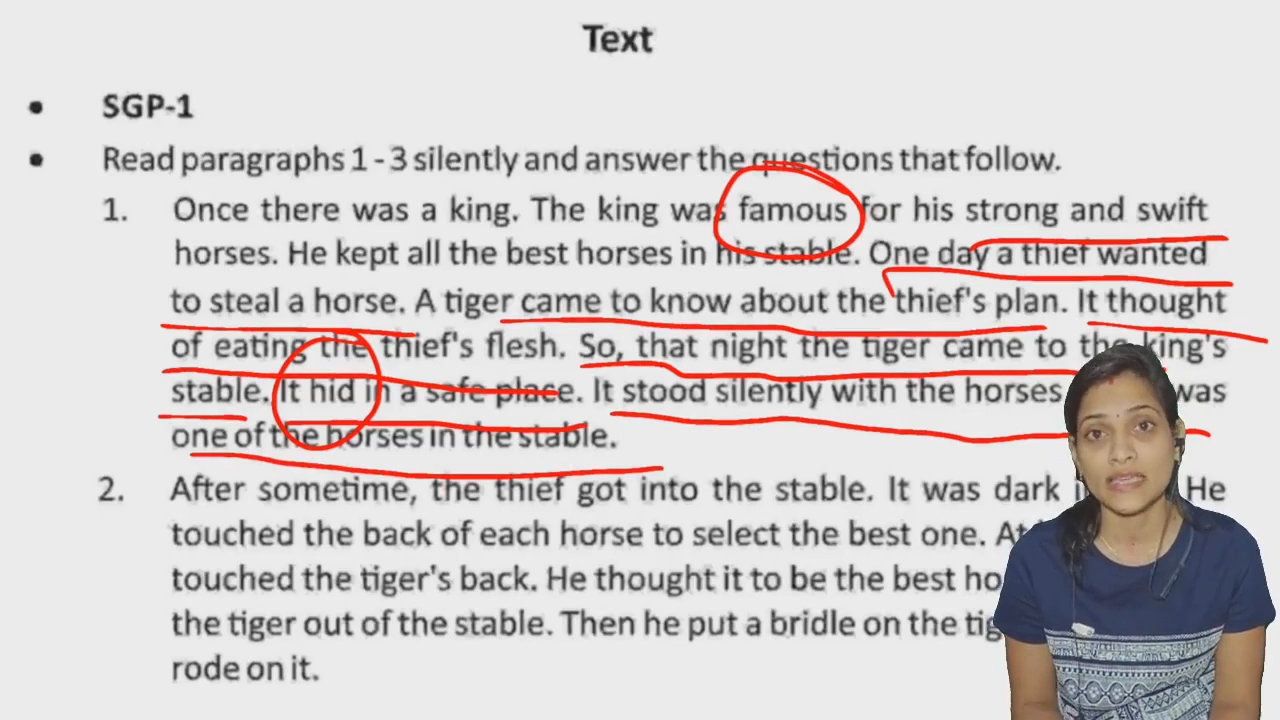 Text
• SGP-1
• Read paragraphs 1 - 3 silently and answer the questions that follow.
1. Once there was a king. The king was famous for his strong and swift
horses. He kept all the best horses in his stable. One day a thief wanted
to steal a horse. A tiger came to know about the thief's plan. It thought
of eating the thief's flesh. So, that night the tiger came to the king's
stable. It hid in a safe place. It stood silently with the horses was
one of the horses in the stable.
2. After sometime, the thief got into the stable. It was dark He
touched the back of each horse to select the best one.
touched the tiger's back. He thought it to be the best
the tiger out of the stable. Then he put a bridle on the
rode on it.